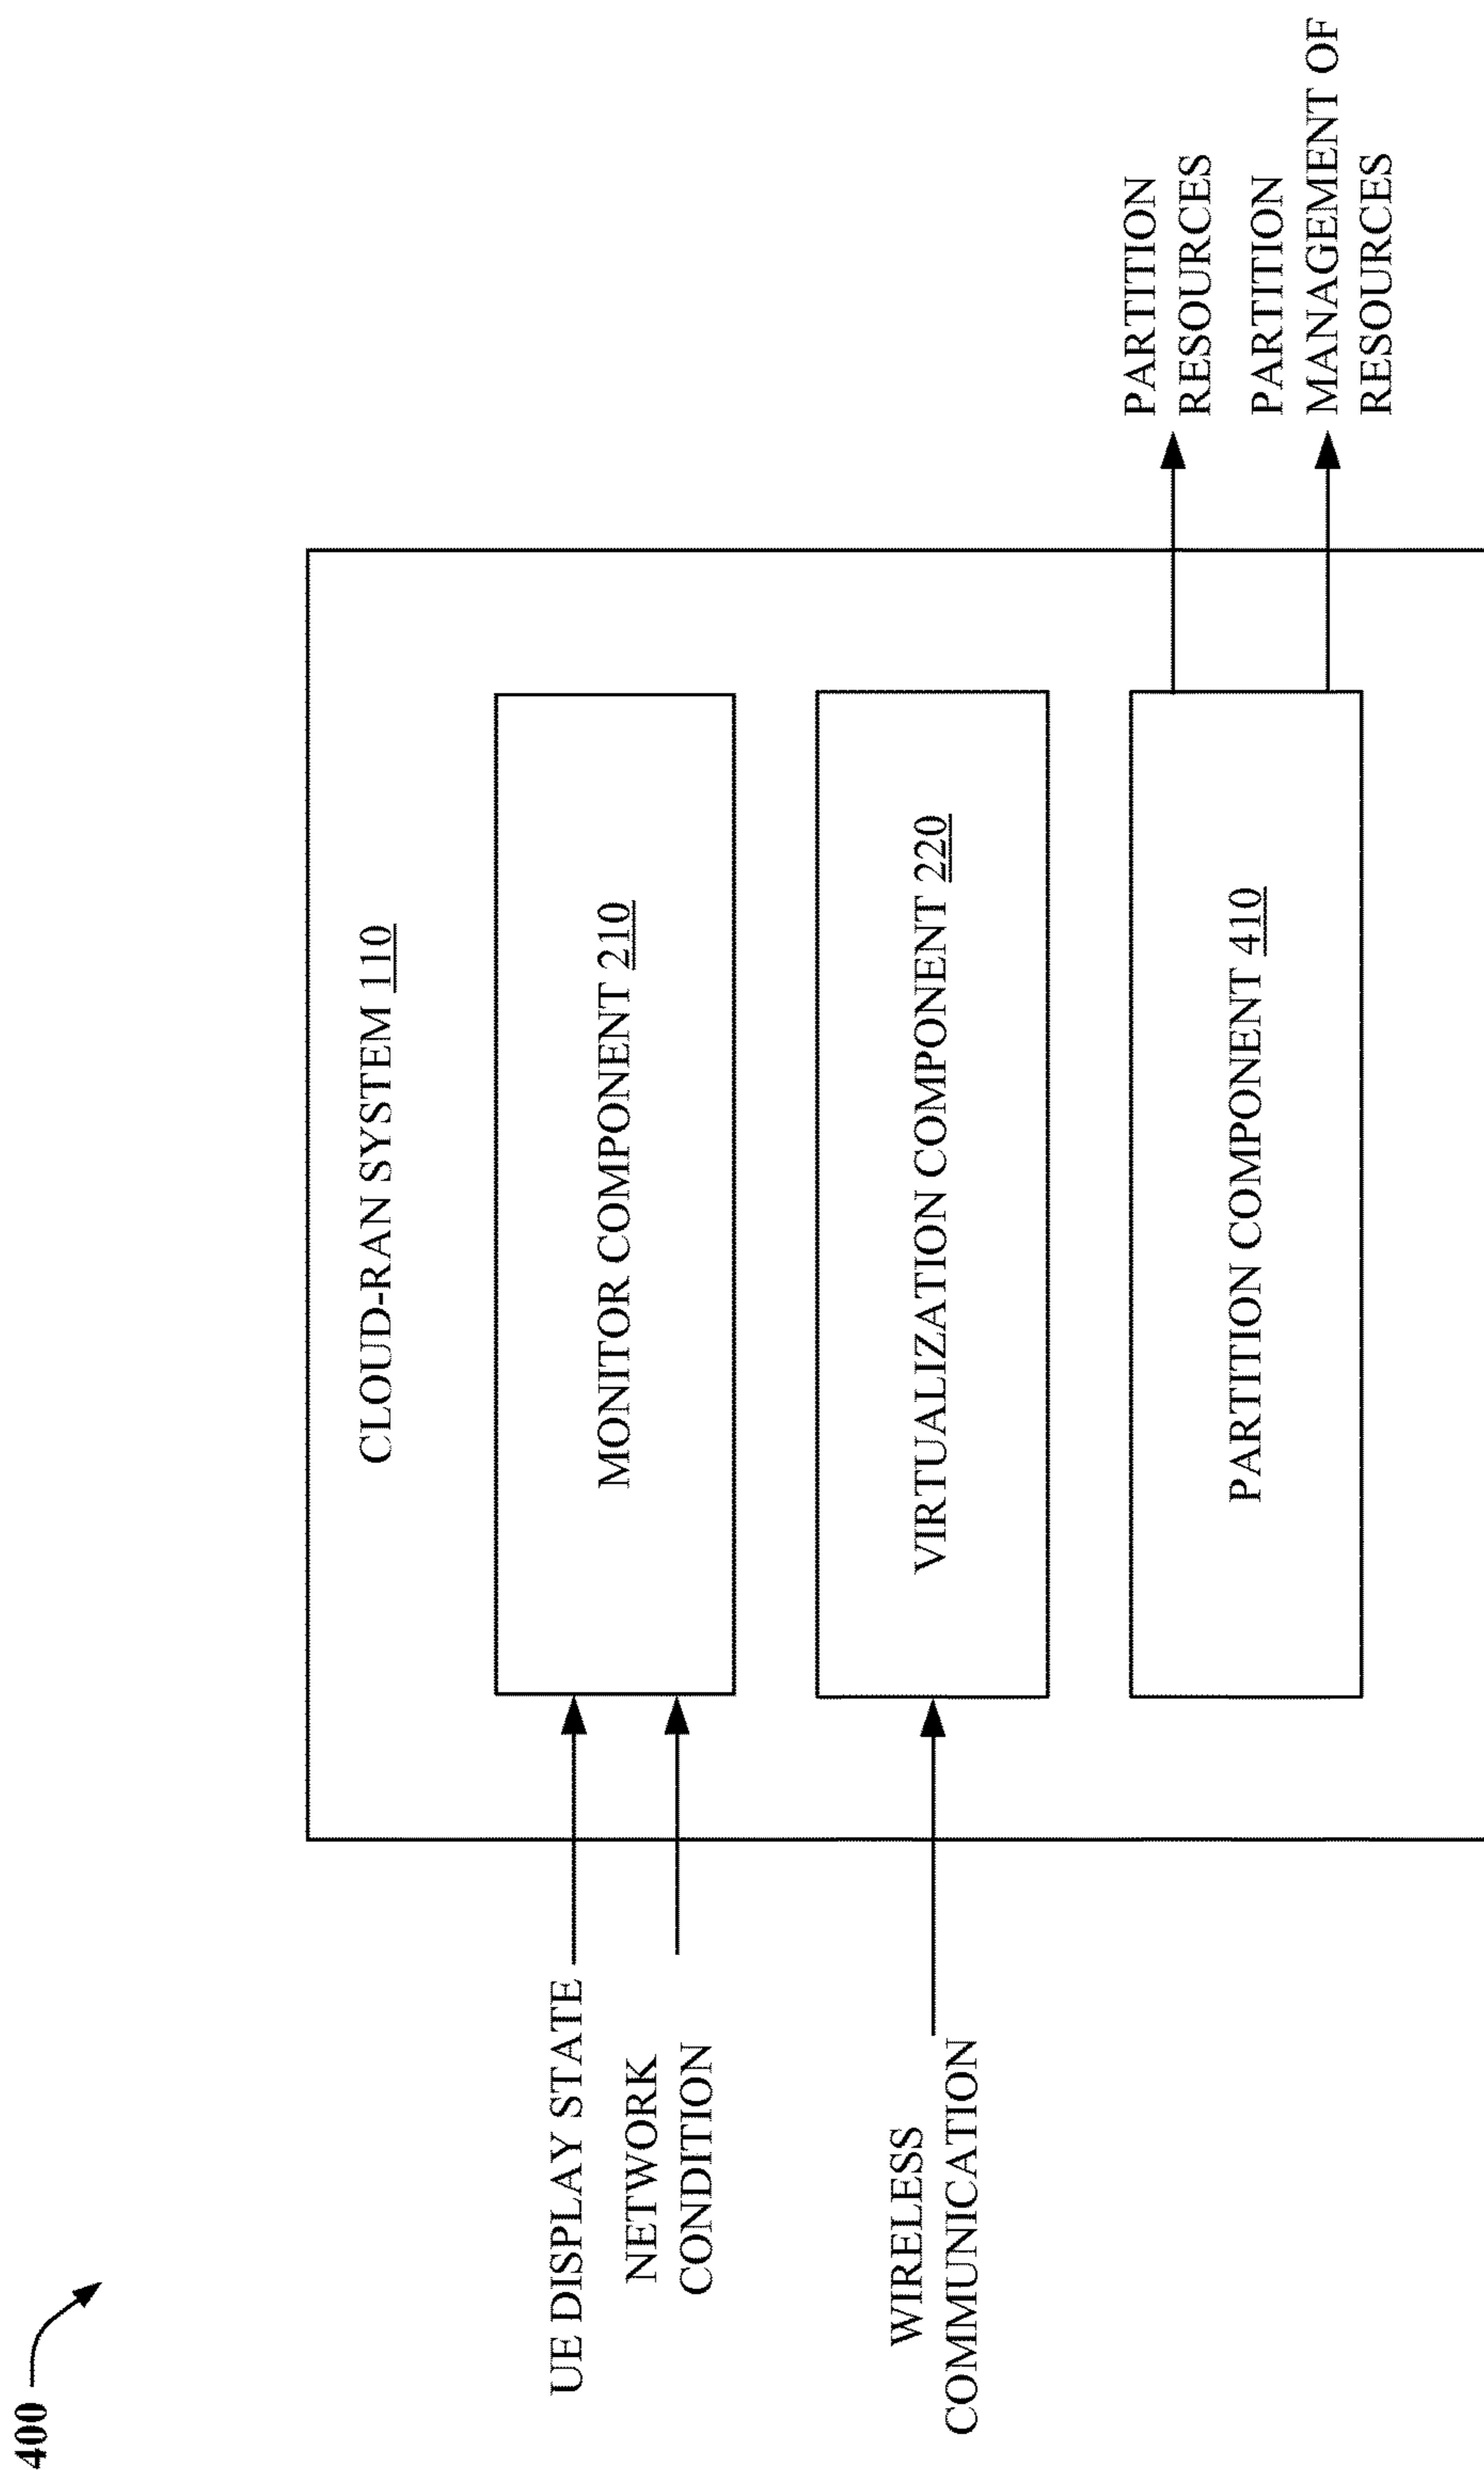 400
CLOUD-RAN SYSTEM 110
UE DISPLAY STATE
NETWORK
CONDITION
MONITOR COMPONENT 210
WIRELESS
COMMUNICATION
VIRTUALIZATION COMPONENT 220
PARTITION COMPONENT 410
PARTITION
RESOURCES
PARTITION
MANAGEMENT OF
RESOURCES